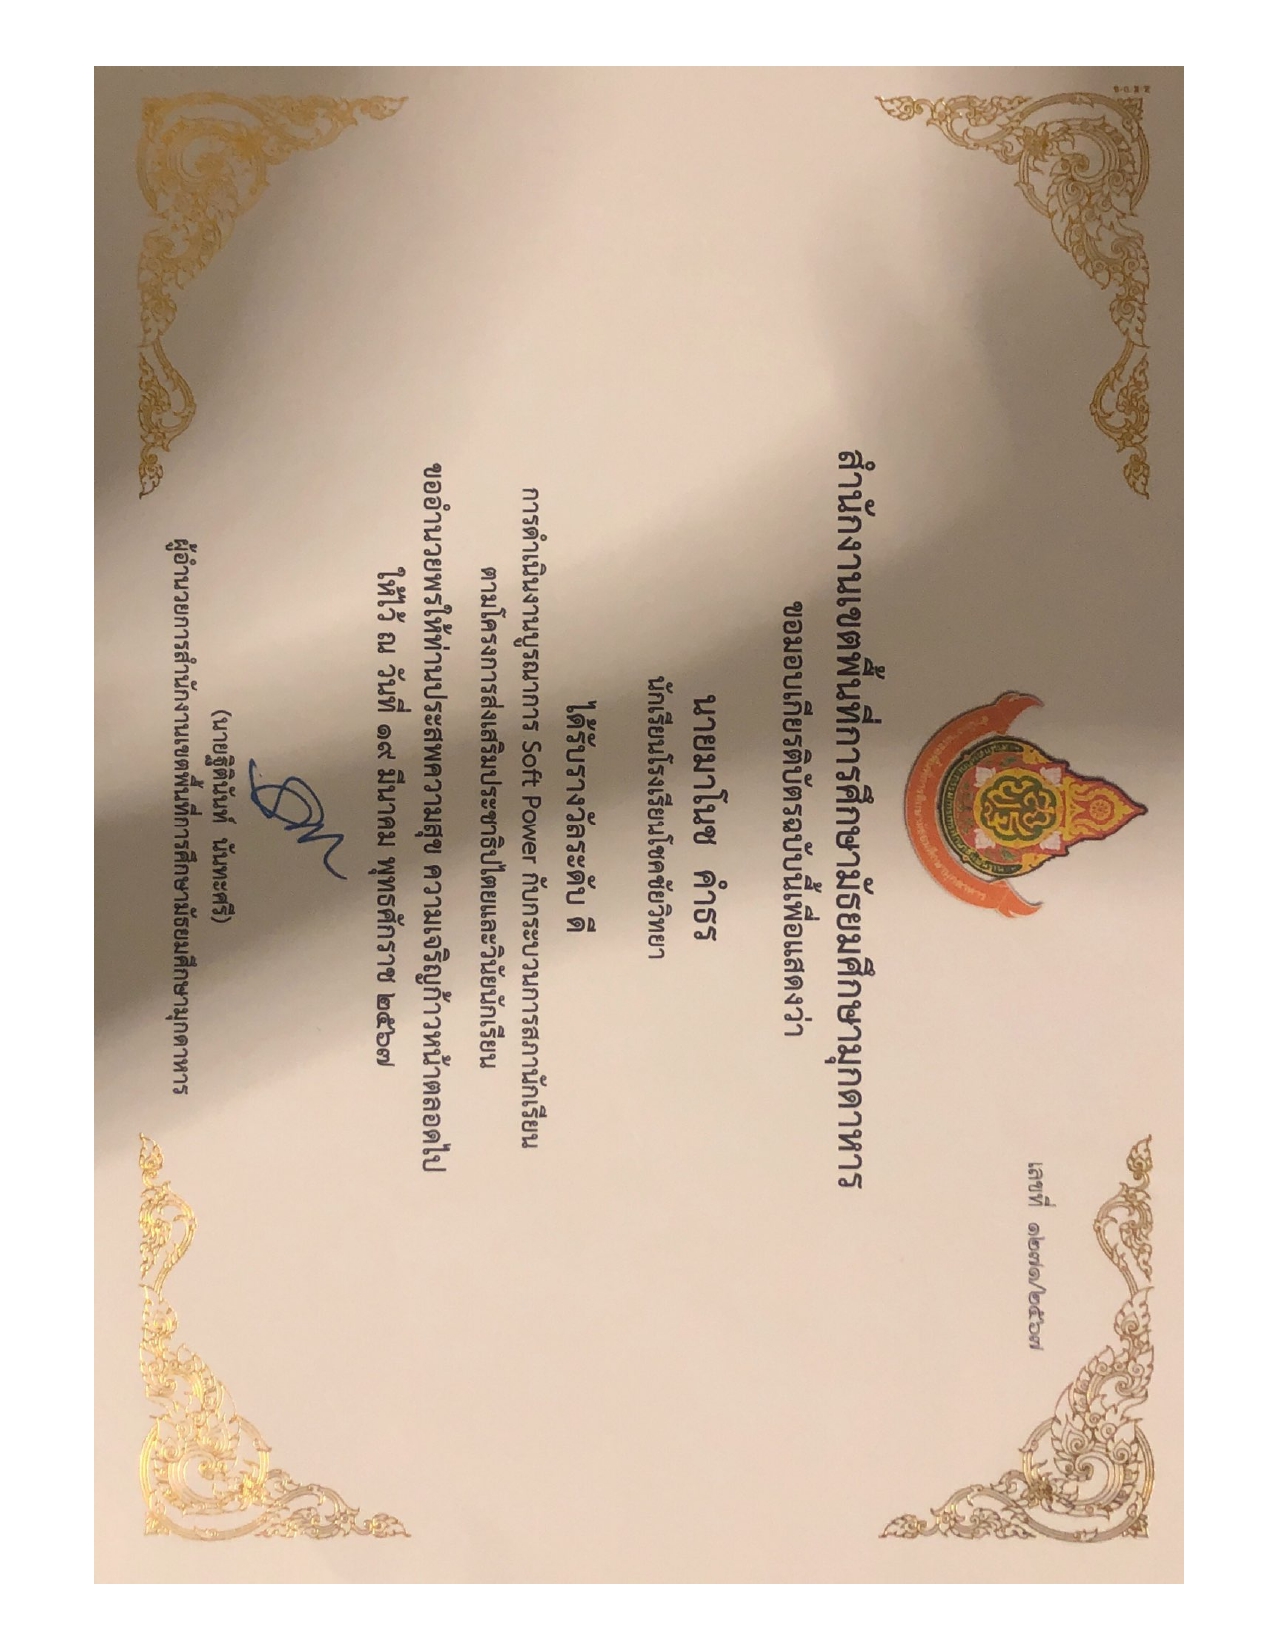 เลขที่ ๑๒๗๑/๒๕๖๗
สำนักงานเขตพื้นที่การศึกษามัธยมศึกษามุกดาหาร
ขอมอบเกียรติบัตรฉบับนี้เพื่อแสดงว่า
นายมาโนช คำธร
นักเรียนโรงเรียนโชคชัยวิทยา
ได้รับรางวัลระดับ ดี
การดำเนินงานบูรณาการ Soft Power กับกระบวนการสภานักเรียน
ตามโครงการส่งเสริมประชาธิปไตยและวินัยนักเรียน
ขออำนวยพรให้ท่านประสพความสุข ความเจริญก้าวหน้าตลอดไป
ให้ไว้ ณ วันที่ ๑๙ มีนาคม พุทธศักราช ๒๕๖๗
(นายฐิตินันท์ นันทะศรี)
ผู้อำนวยการสำนักงานเขตพื้นที่การศึกษามัธยมศึกษามุกดาหาร